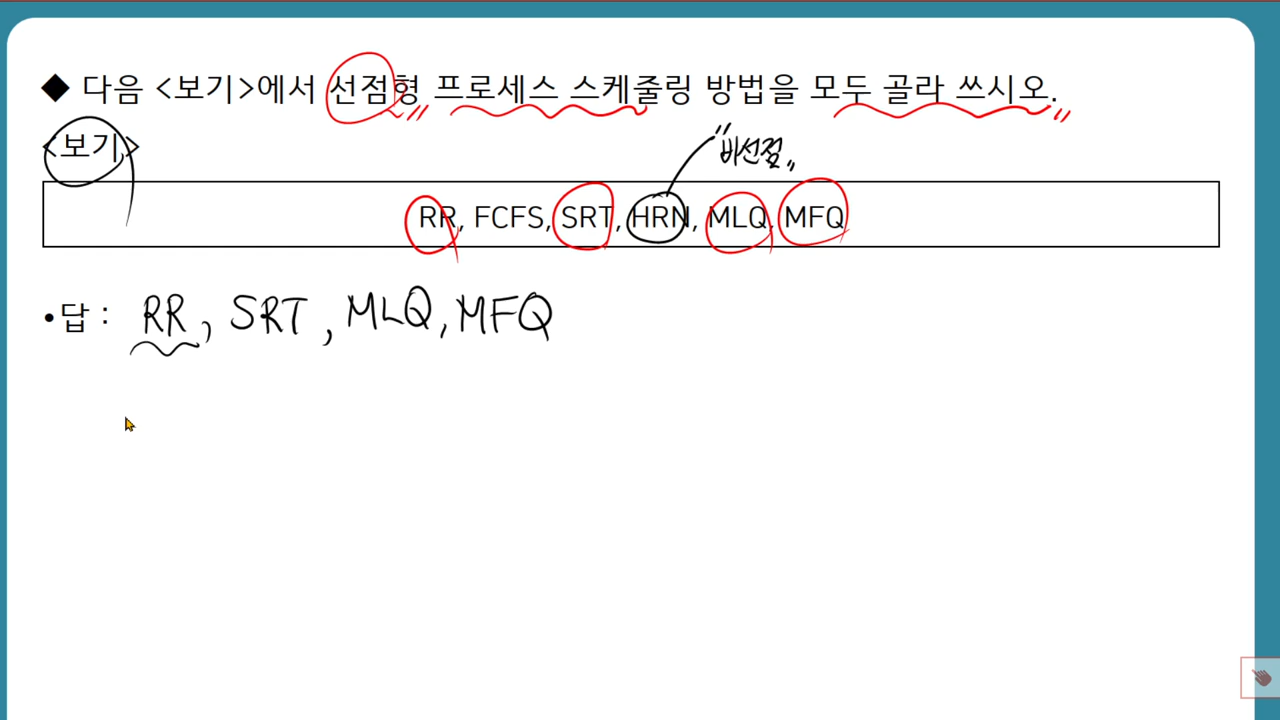 ◆ 다음 <보기>에서 선점형 프로세스 스케줄링 방법을 모두 골라 쓰시오.
<보기>
"비선점"
RR, FCFS, SRT, HRN, MLQ, MFQ
•답 : RR, SRT, MLQ, MFQ